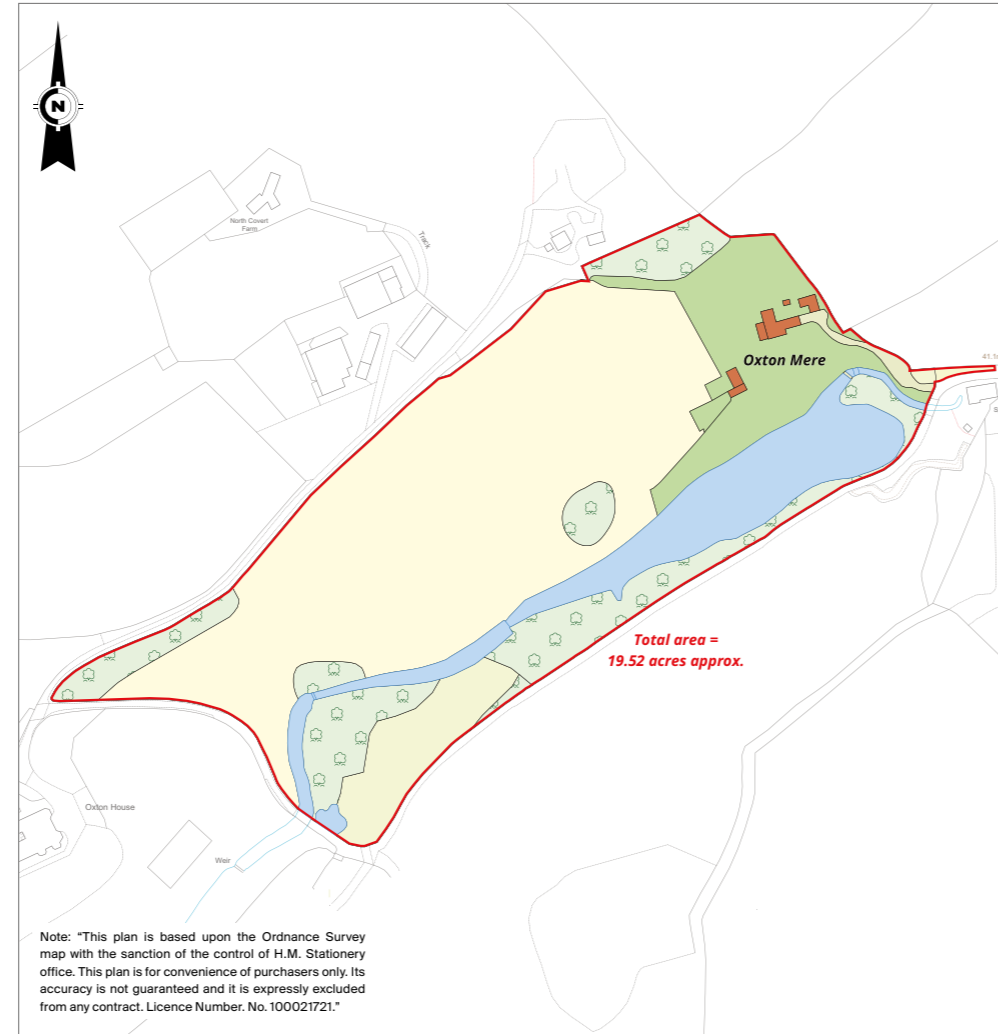 N
North Covert
Farm
Track
Oxton Mere
Total area =
19.52 acres approx.
Oxton House
Weir
Note: “This plan is based upon the Ordnance Survey
map with the sanction of the control of H.M. Stationery
office. This plan is for convenience of purchasers only. Its
accuracy is not guaranteed and it is expressly excluded
from any contract. Licence Number. No. 100021721.”